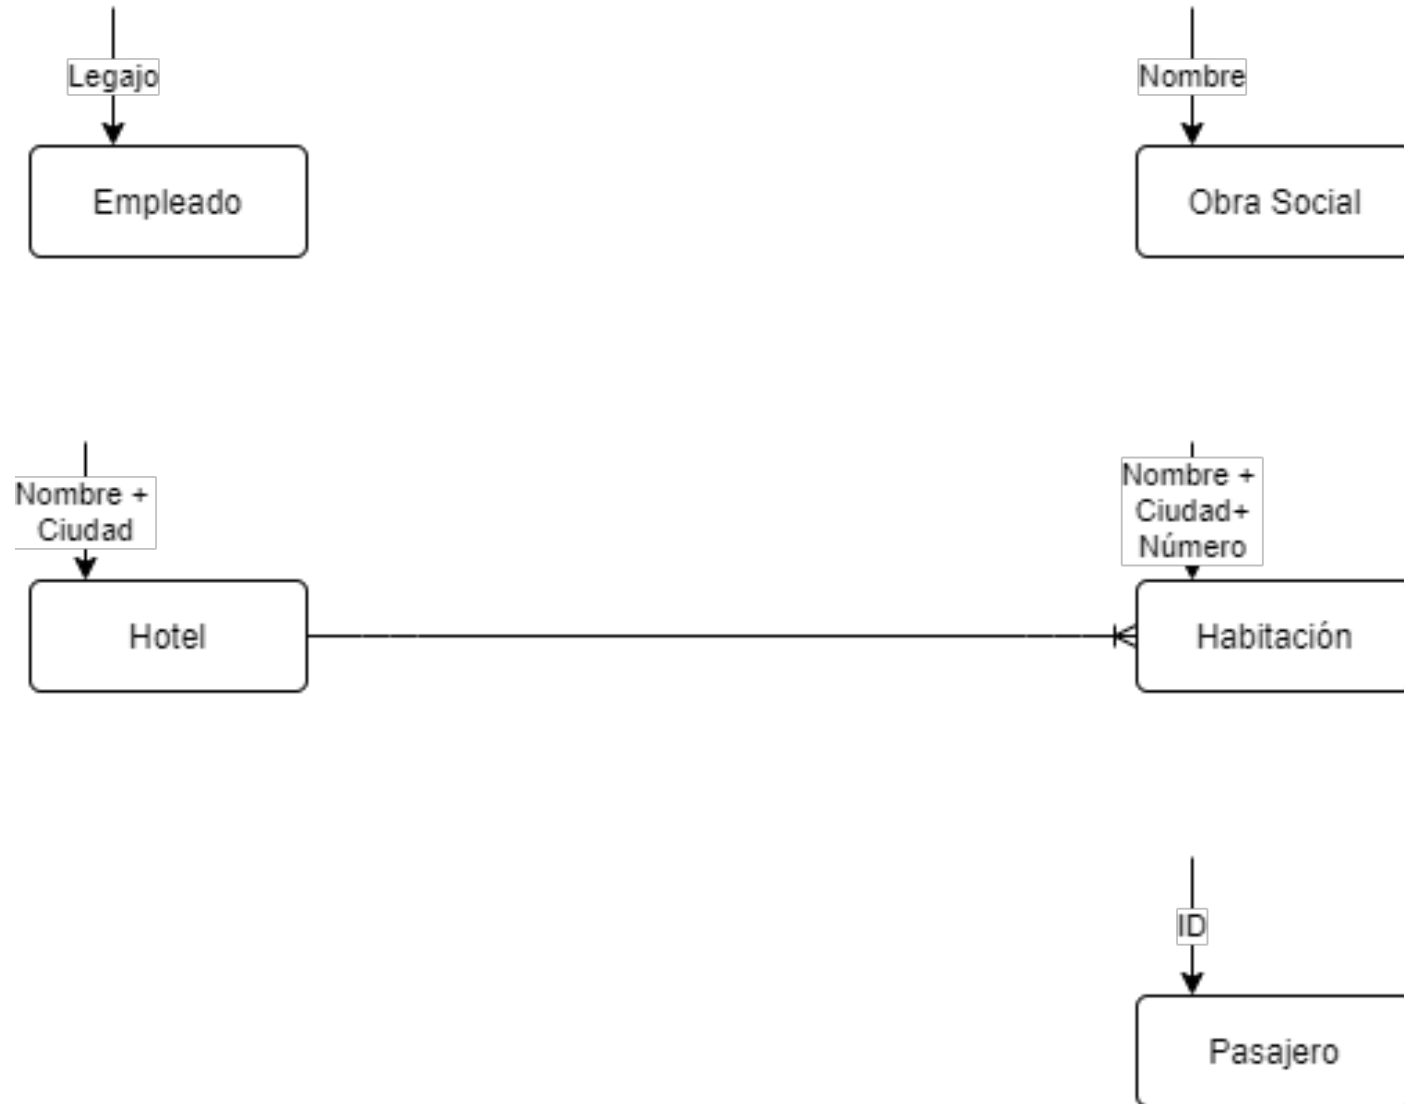 Legajo
Nombre
Empleado
Obra Social
Nombre +
Ciudad
Nombre +
Ciudad+
Número
Hotel
Habitación
ID
Pasajero